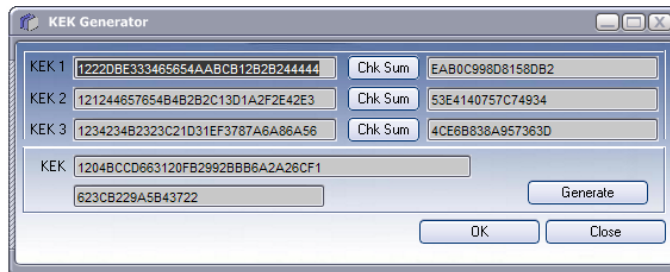 KEK Generator
KEK 1 1222DBE333465654AABCB12B2B244444 Chk Sum EAB0C998D8158DB2
KEK 2 121244657654B4B2B2C13D1A2F2E42E3 Chk Sum 53E4140757C74934
KEK 3 1234234B2323C21D31EF3787A6A86A56 Chk Sum 4CE6B838A957363D
KEK 1204BCCD663120FB2992BBB6A2A26CF1
623CB229A5B43722 Generate
OK Close